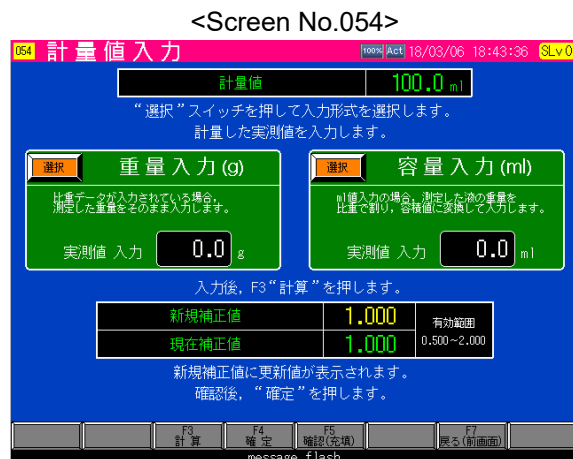 <Screen No.054>
054 計量値入力 100% Act 18/03/06 18:43:36 SLv0
計量値 100.0 ml
“選択”スイッチを押して入力形式を選択します。
計量した実測値を入力します。
選択 重量入力(g)
比重データが入力されている場合,
測定した重量をそのまま入力します。
実測値 入力 0.0 g
選択 容量入力(ml)
ml値入力の場合, 測定した液の重量を
比重で割り, 容積値に変換して入力します。
実測値 入力 0.0 ml
入力後, F3“計算”を押します。
新規補正値 1.000
現在補正値 1.000
有効範囲
0.500~2.000
新規補正値に更新値が表示されます。
確認後, “確定”を押します。
F3 F4 F5 F7
計算 確定 確認(充填) 戻る(前画面)
message flash